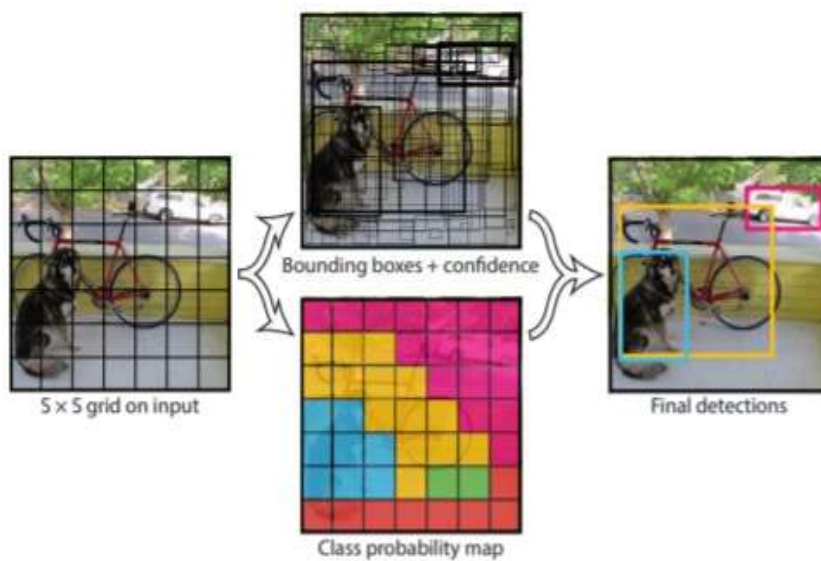 Bounding boxes + confidence
S × S grid on input
Final detections
Class probability map